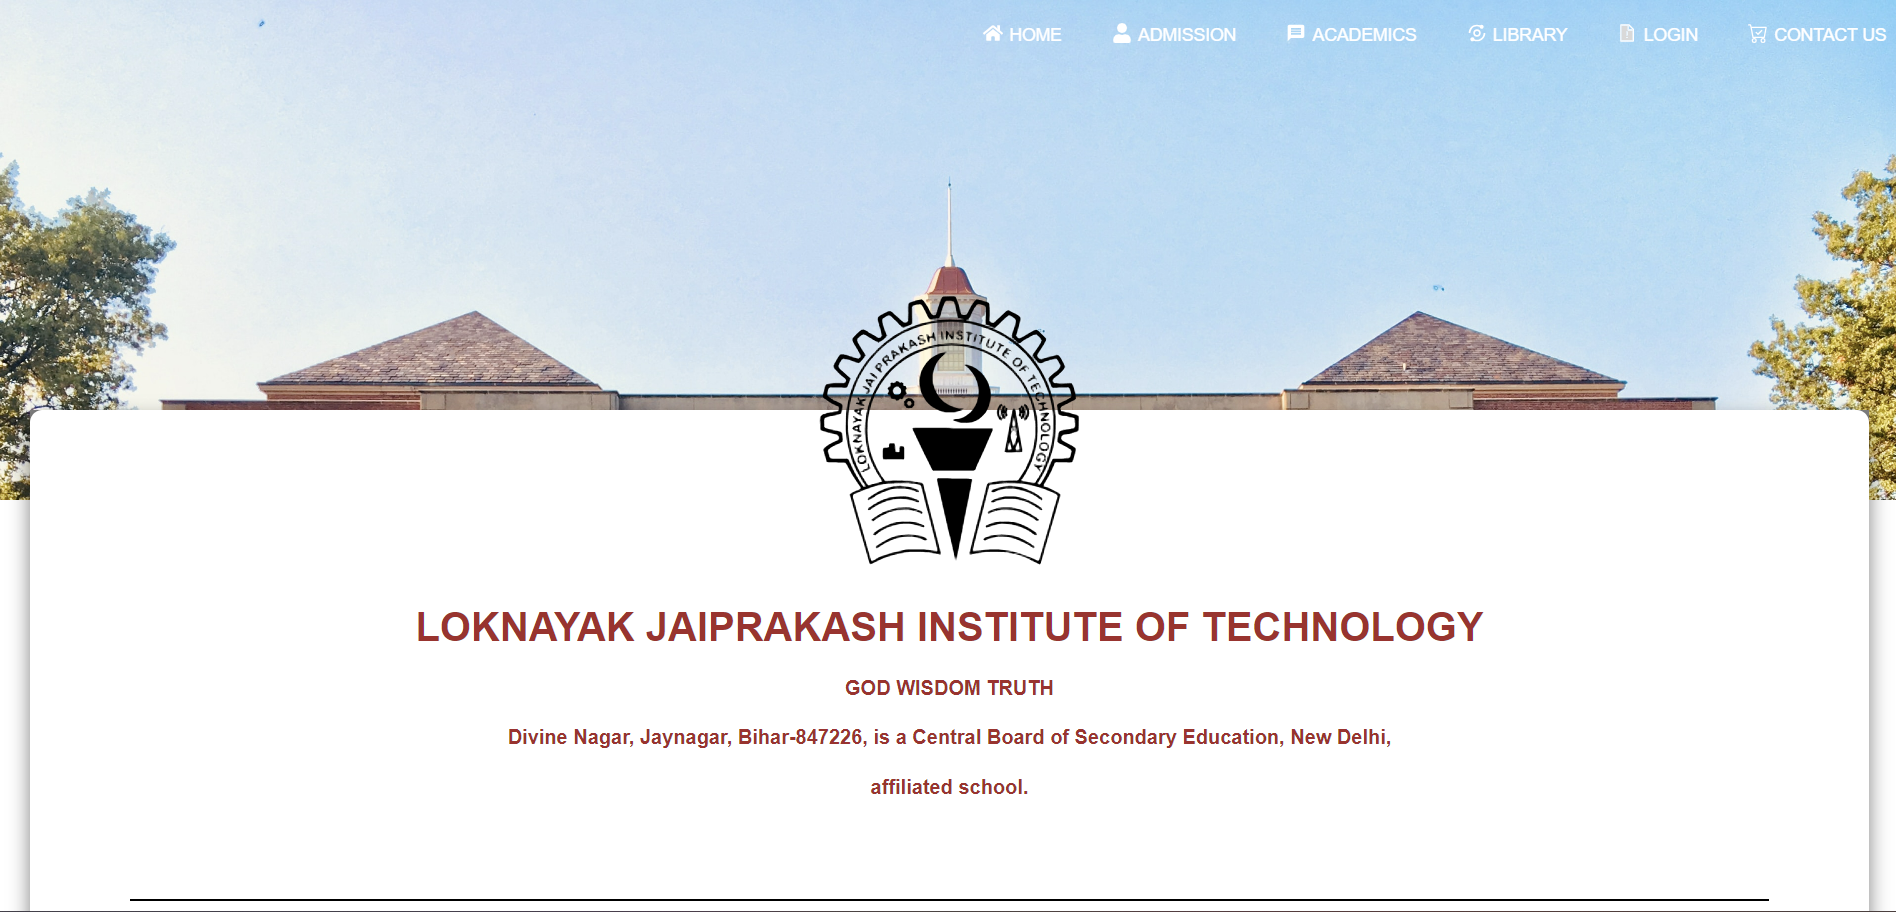 HOME
ADMISSION
ACADEMICS
LIBRARY
LOGIN
CONTACT US
LOKNAYAK JAI PRAKASH INSTITUTE OF TECHNOLOGY
LOKNAYAK JAIPRAKASH INSTITUTE OF TECHNOLOGY
GOD WISDOM TRUTH
Divine Nagar, Jaynagar, Bihar-847226, is a Central Board of Secondary Education, New Delhi,
affiliated school.